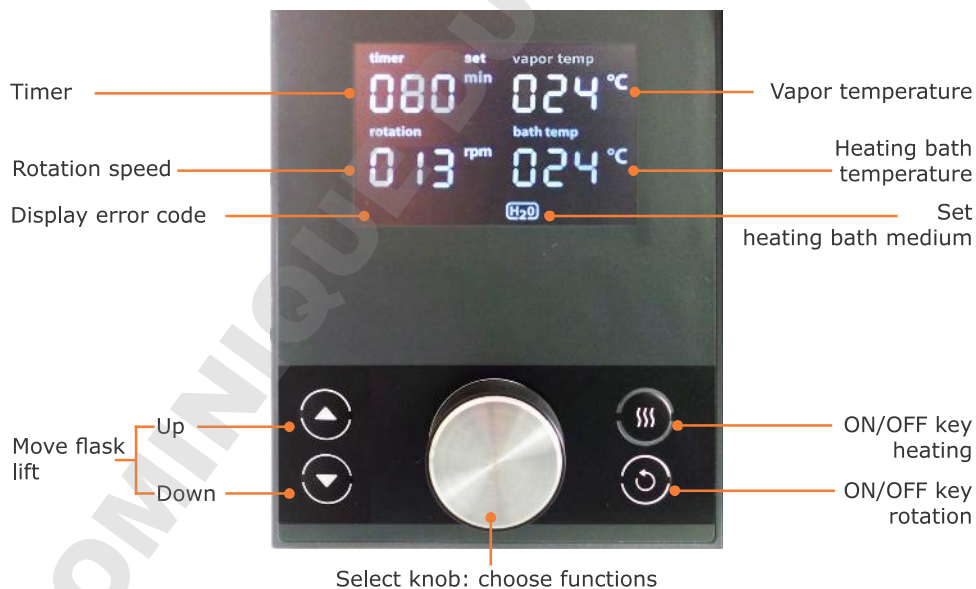 timer set vapor temp
080 min 024 °C
rotation bath temp
013 rpm 024 °C
H20
Timer
Rotation speed
Display error code
Vapor temperature
Heating bath
temperature
Set
heating bath medium
Move flask
lift
Up
Down
ON/OFF key
heating
ON/OFF key
rotation
Select knob: choose functions